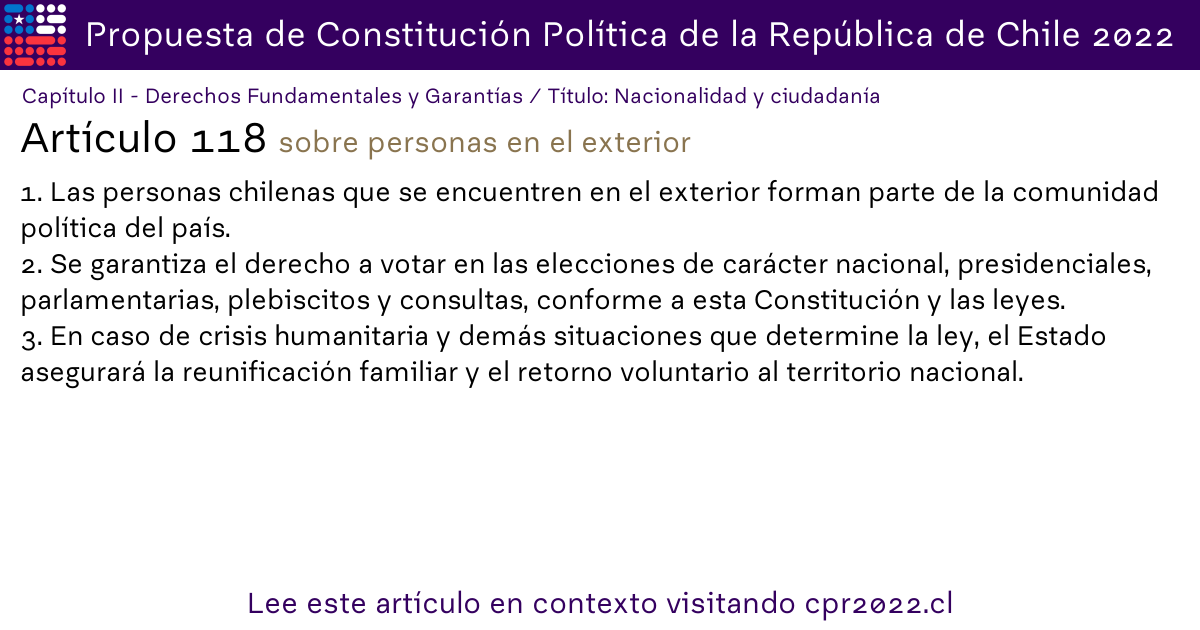 Propuesta de Constitución Política de la República de Chile 2022
Capítulo II - Derechos Fundamentales y Garantías / Título: Nacionalidad y ciudadanía
Artículo 118 sobre personas en el exterior
1. Las personas chilenas que se encuentren en el exterior forman parte de la comunidad
política del país.
2. Se garantiza el derecho a votar en las elecciones de carácter nacional, presidenciales,
parlamentarias, plebiscitos y consultas, conforme a esta Constitución y las leyes.
3. En caso de crisis humanitaria y demás situaciones que determine la ley, el Estado
asegurará la reunificación familiar y el retorno voluntario al territorio nacional.
Lee este artículo en contexto visitando cpr2022.cl